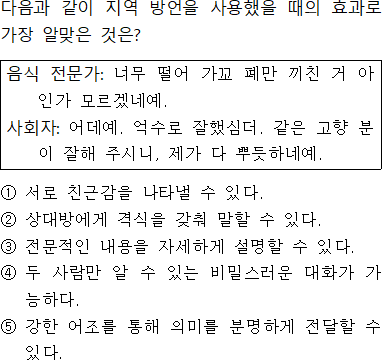 다음과 같이 지역 방언을 사용했을 때의 효과로
가장 알맞은 것은?
음식 전문가: 너무 떨어 가꼬 폐만 끼친 거 아
인가 모르겠네예.
사회자: 어데예. 억수로 잘했심더. 같은 고향 분
이 잘해 주시니, 제가 다 뿌듯하네예.
① 서로 친근감을 나타낼 수 있다.
② 상대방에게 격식을 갖춰 말할 수 있다.
③ 전문적인 내용을 자세하게 설명할 수 있다.
④ 두 사람만 알 수 있는 비밀스러운 대화가 가
능하다.
⑤ 강한 어조를 통해 의미를 분명하게 전달할 수
있다.